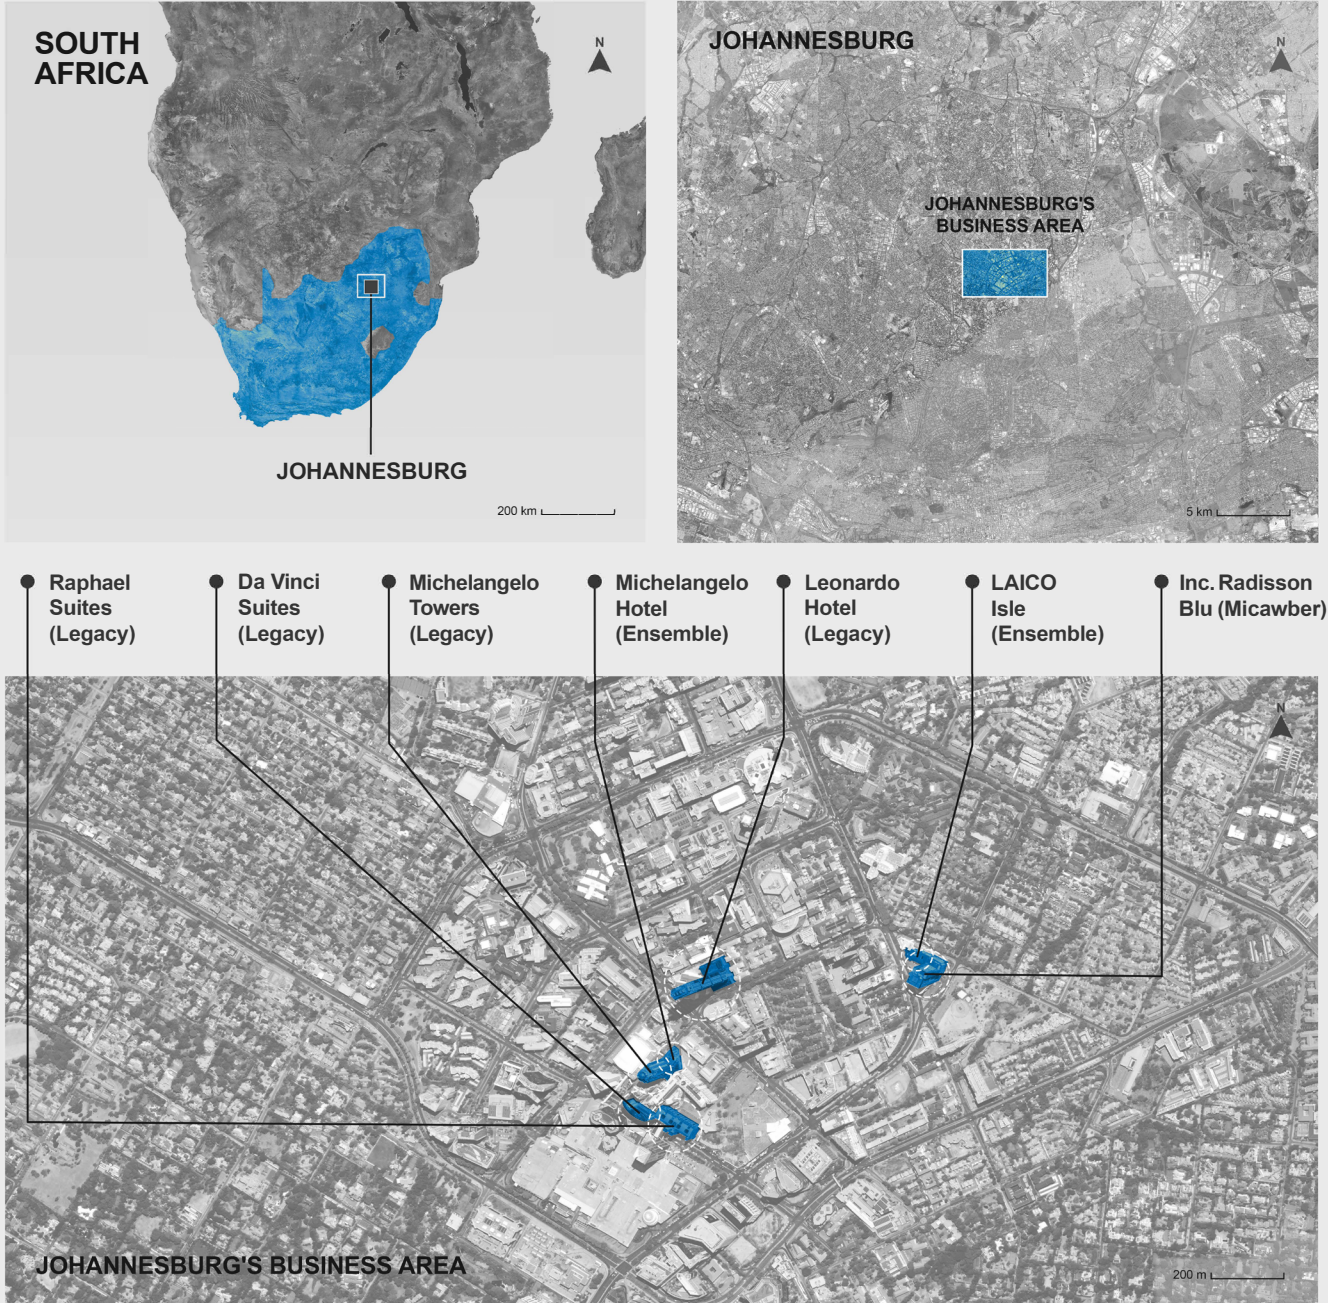 SOUTH
AFRICA
N
JOHANNESBURG
200 km
JOHANNESBURG
N
JOHANNESBURG'S
BUSINESS AREA
5 km
Raphael
Suites
(Legacy)
Da Vinci
Suites
(Legacy)
Michelangelo
Towers
(Legacy)
Michelangelo
Hotel
(Ensemble)
Leonardo
Hotel
(Legacy)
LAICO
Isle
(Ensemble)
Inc. Radisson
Blu (Micawber)
N
JOHANNESBURG'S BUSINESS AREA
200 m